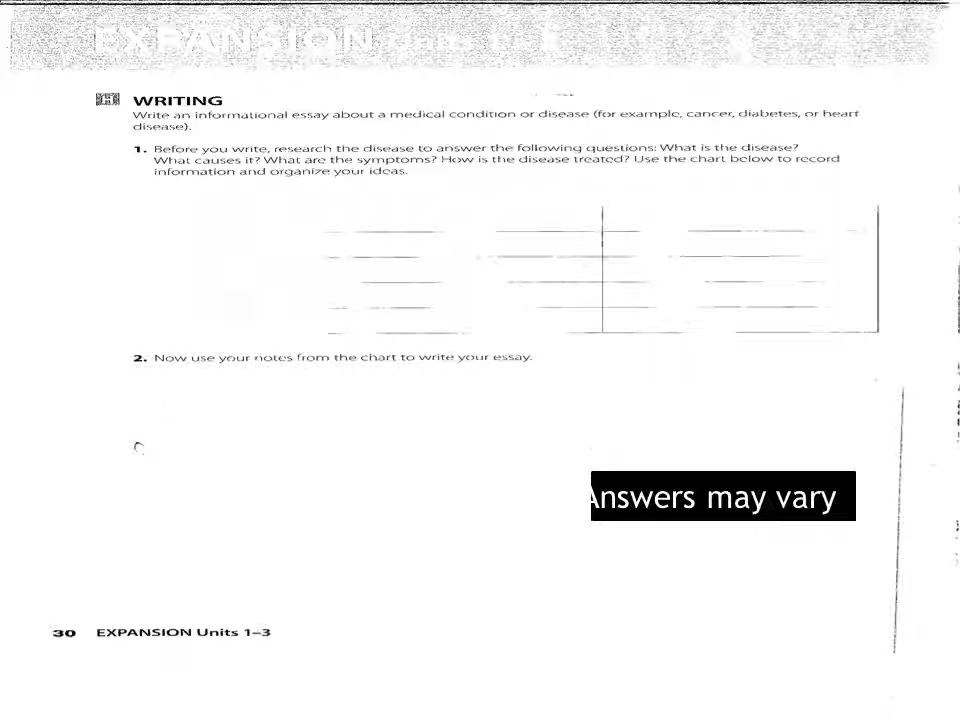 EXPANSION Units 1–3
H WRITING
Write an informational essay about a medical condition or disease (for example, cancer, diabetes, or heart
disease).
1. Before you write, research the disease to answer the following questions: What is the disease?
What causes it? What are the symptoms? How is the disease treated? Use the chart below to record
information and organize your ideas.
2. Now use your notes from the chart to write your essay.
Answers may vary
30 EXPANSION Units 1–3